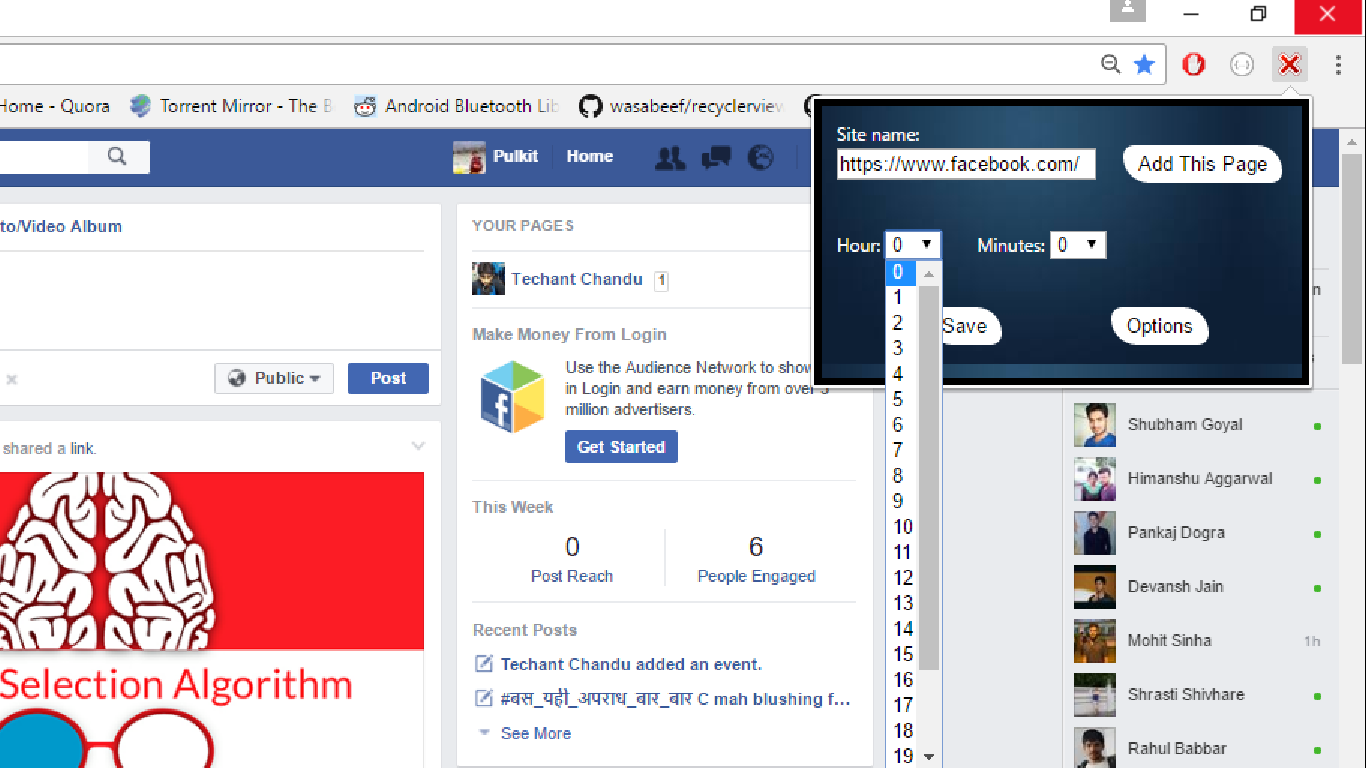 Home - Quora
Torrent Mirror - The B
Android Bluetooth Lib
wasabeef/recyclerview
Site name:
https://www.facebook.com/
Add This Page
Hour: 0
Minutes: 0
0
1
2
3
4
5
6
7
8
9
10
11
12
13
14
15
16
17
18
19
Save
Options
Pulkit
Home
to/Video Album
Public
Post
shared a link.
Selection Algorithm
YOUR PAGES
Techant Chandu 1
Make Money From Login
Use the Audience Network to show
in Login and earn money from over
million advertisers.
Get Started
This Week
0
Post Reach
6
People Engaged
Recent Posts
Techant Chandu added an event.
#बस_यही_अपराध_बार_बार C mah blushing f...
See More
Shubham Goyal
Himanshu Aggarwal
Pankaj Dogra
Devansh Jain
Mohit Sinha 1h
Shrasti Shivhare
Rahul Babbar